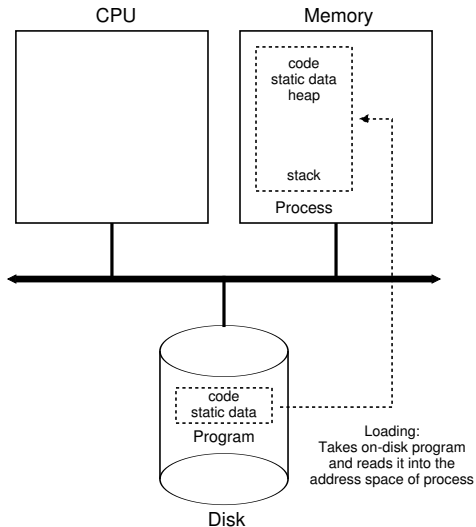 CPU
Memory
code
static data
heap
stack
Process
code
static data
Program
Loading:
Takes on-disk program
and reads it into the
address space of process
Disk